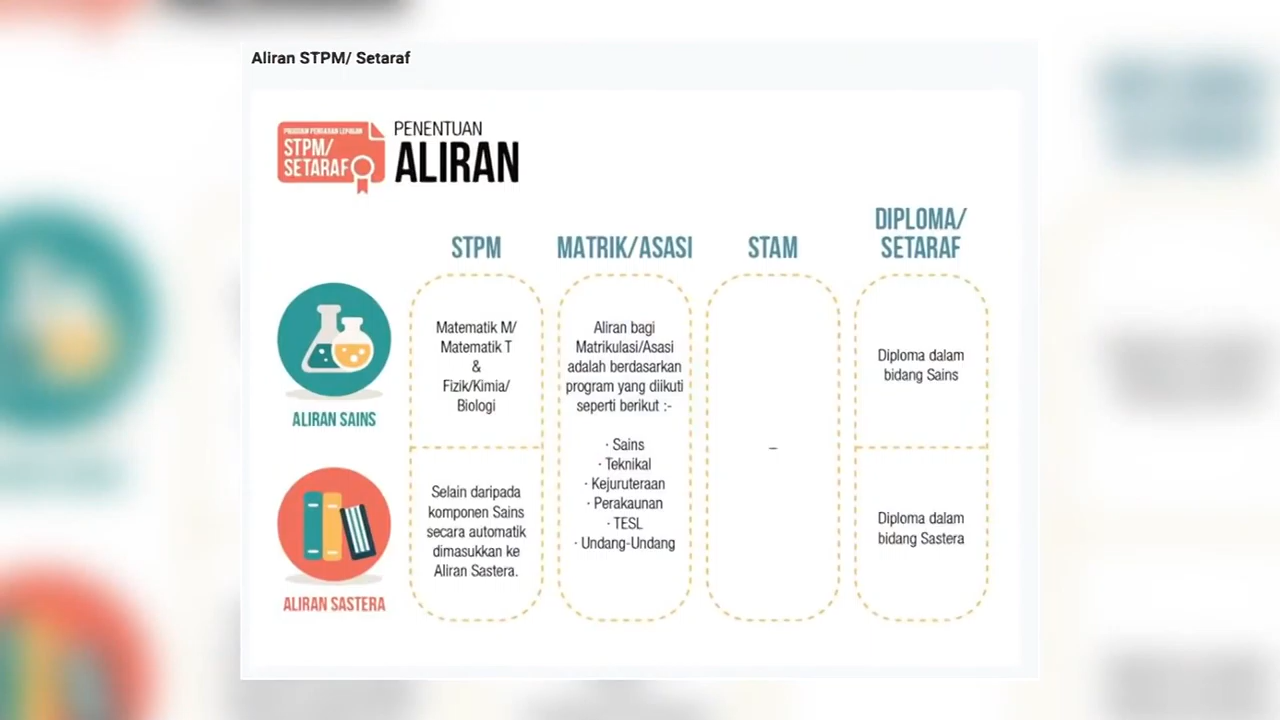 Aliran STPM/ Setaraf
PROGRAM PENGAJIAN LEPASAN
STPM/
SETARAF
PENENTUAN
ALIRAN
STPM
MATRIK/ASASI
STAM
DIPLOMA/
SETARAF
ALIRAN SAINS
Matematik M/
Matematik T
&
Fizik/Kimia/
Biologi
Aliran bagi
Matrikulasi/Asasi
adalah berdasarkan
program yang diikuti
seperti berikut :-
· Sains
· Teknikal
· Kejuruteraan
· Perakaunan
· TESL
· Undang-Undang
–
Diploma dalam
bidang Sains
ALIRAN SASTERA
Selain daripada
komponen Sains
secara automatik
dimasukkan ke
Aliran Sastera.
Diploma dalam
bidang Sastera